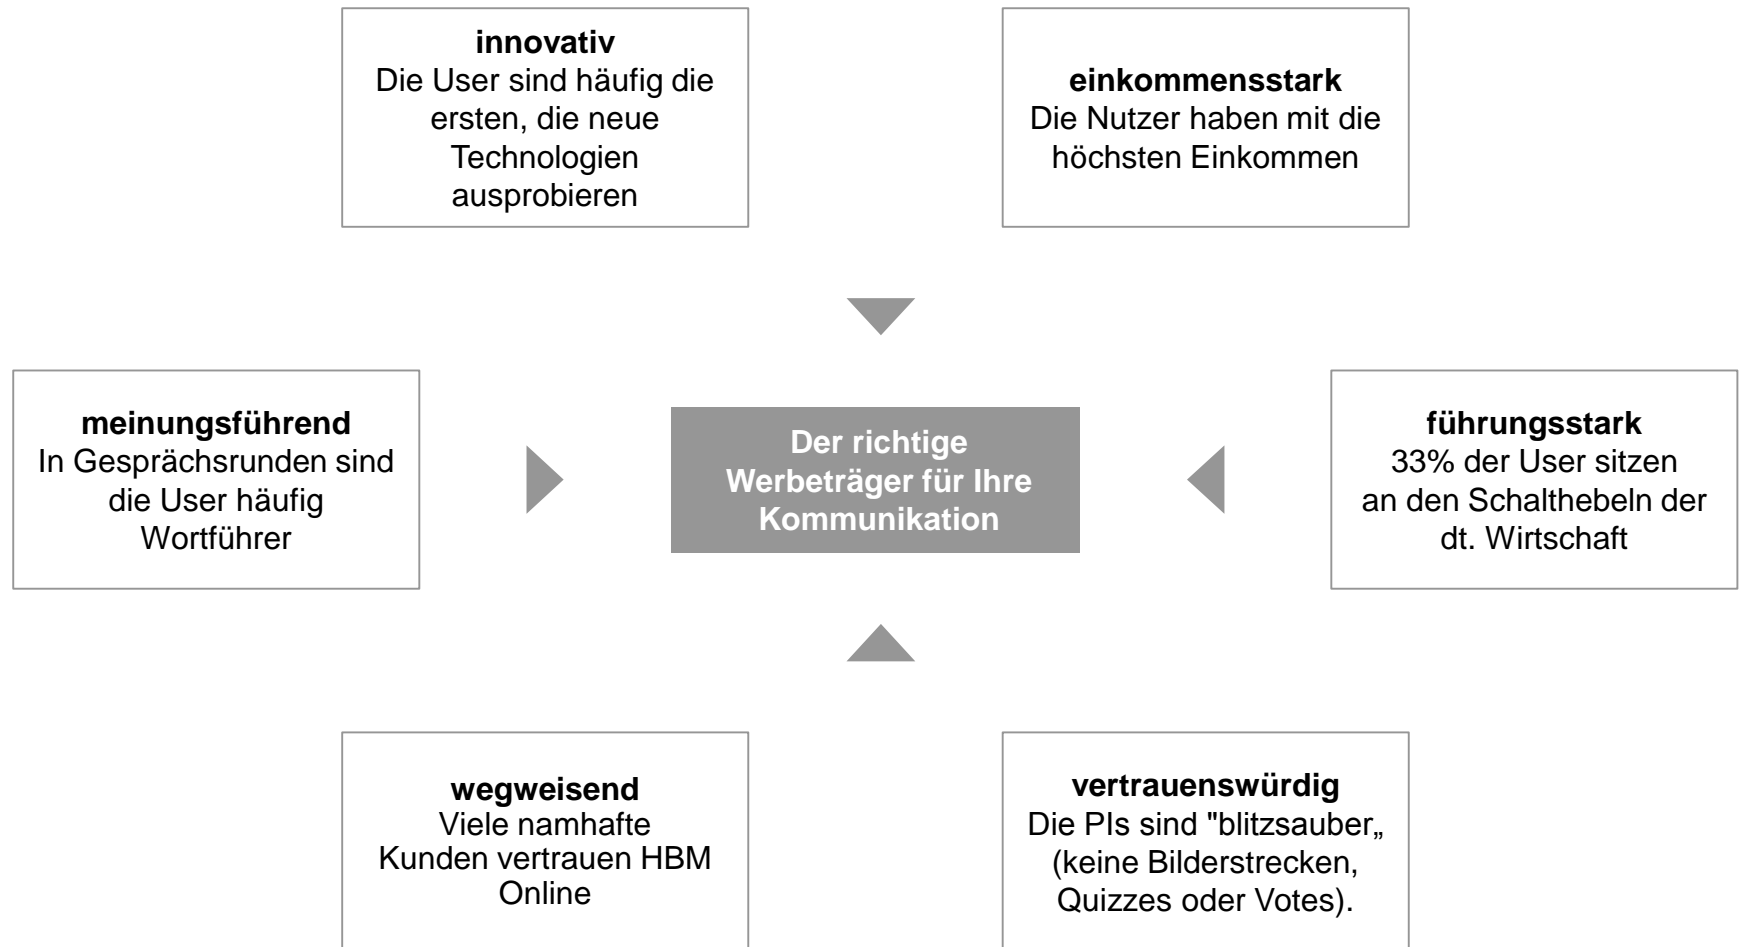 innovativ
Die User sind häufig die
ersten, die neue
Technologien
ausprobieren
einkommensstark
Die Nutzer haben mit die
höchsten Einkommen
meinungsführend
In Gesprächsrunden sind
die User häufig
Wortführer
Der richtige
Werbeträger für Ihre
Kommunikation
führungsstark
33% der User sitzen
an den Schalthebeln der
dt. Wirtschaft
wegweisend
Viele namhafte
Kunden vertrauen HBM
Online
vertrauenswürdig
Die PIs sind "blitzsauber„
(keine Bilderstrecken,
Quizzes oder Votes).